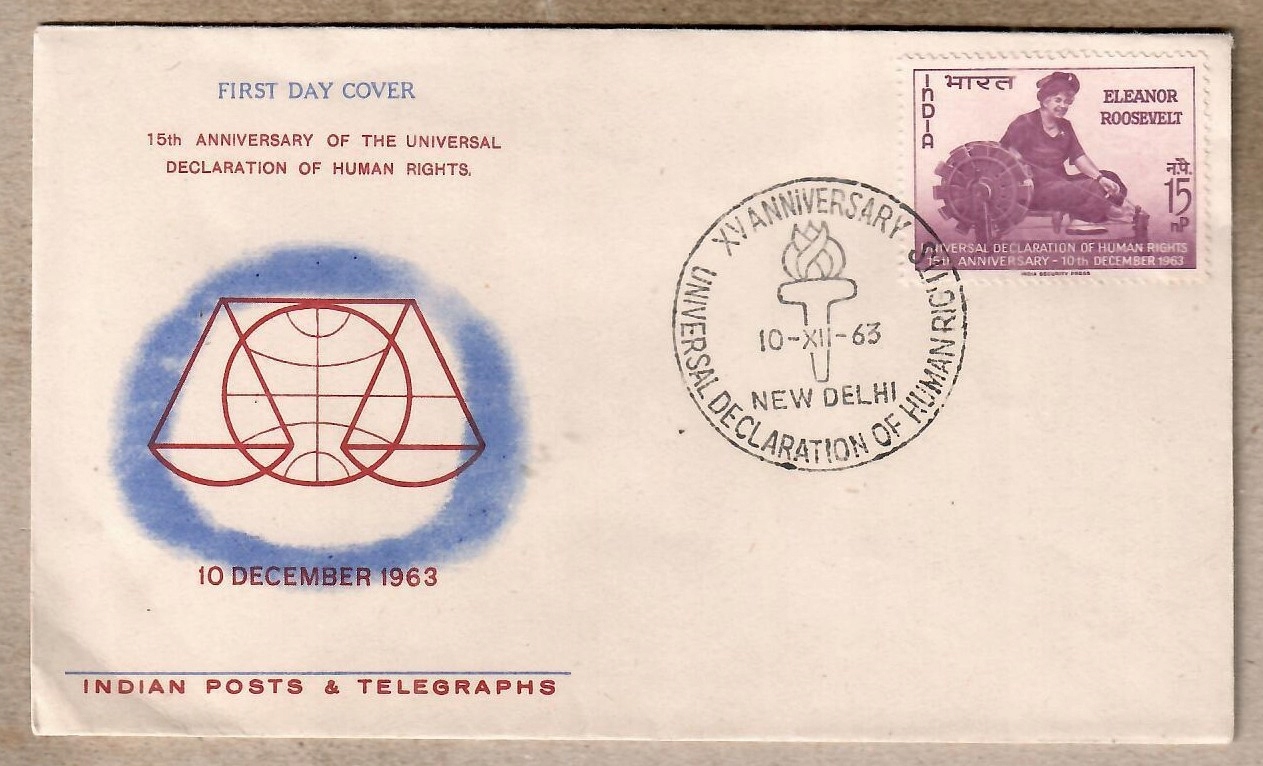 FIRST DAY COVER
15th ANNIVERSARY OF THE UNIVERSAL
DECLARATION OF HUMAN RIGHTS.
10 DECEMBER 1963
INDIAN POSTS & TELEGRAPHS
XV ANNIVERSARY
UNIVERSAL DECLARATION OF HUMAN RIGHTS
10-XII-63
NEW DELHI
INDIA
भारत
ELEANOR
ROOSEVELT
न.पै.
15
nP
UNIVERSAL DECLARATION OF HUMAN RIGHTS
15th ANNIVERSARY - 10th DECEMBER 1963
INDIA SECURITY PRESS